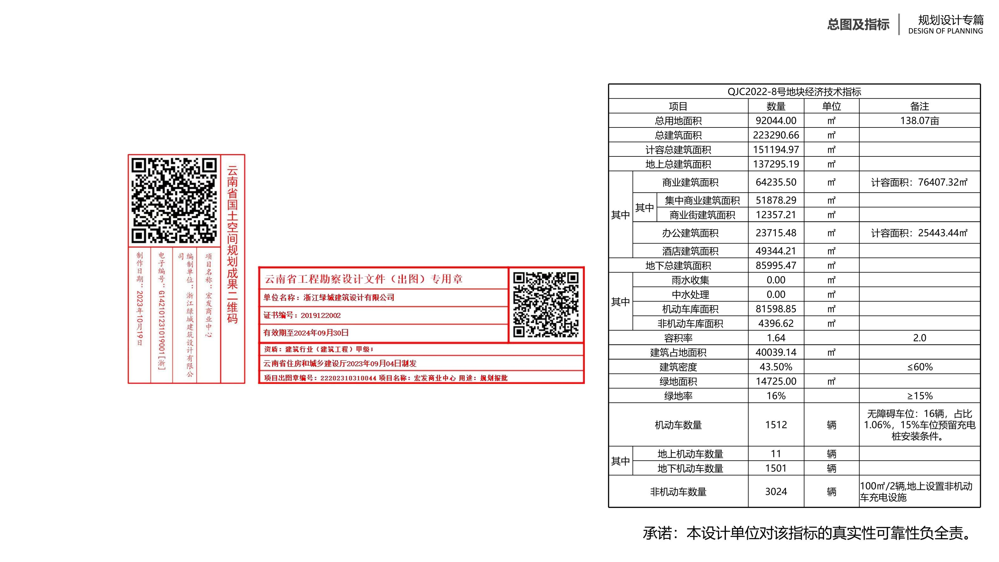 总图及指标
规划设计专篇
DESIGN OF PLANNING
云南省国土空间规划成果二维码
项目名称：宏发商业中心
编制单位：浙江绿城建筑设计有限公
司
电子编号：G14210123101900​1[浙]
制作日期：2023年10月19日
云南省工程勘察设计文件（出图）专用章
单位名称：浙江绿城建筑设计有限公司
证书编号：2019122002
有效期至2024年09月30日
资质：建筑行业（建筑工程）甲级；
云南省住房和城乡建设厅2023年09月04日制发
项目出图章编号：22202310310044 项目名称：宏发商业中心 用途：规划报批
QJC2022-8号地块经济技术指标
项目 数量 单位 备注
总用地面积 92044.00 ㎡ 138.07亩
总建筑面积 223290.66 ㎡
计容总建筑面积 151194.97 ㎡
地上总建筑面积 137295.19 ㎡
其中
商业建筑面积 64235.50 ㎡ 计容面积：76407.32㎡
其中
集中商业建筑面积 51878.29 ㎡
商业街建筑面积 12357.21 ㎡
办公建筑面积 23715.48 ㎡ 计容面积：25443.44㎡
酒店建筑面积 49344.21 ㎡
地下总建筑面积 85995.47 ㎡
其中
雨水收集 0.00 ㎡
中水处理 0.00 ㎡
机动车库面积 81598.85 ㎡
非机动车库面积 4396.62 ㎡
容积率 1.64 2.0
建筑占地面积 40039.14 ㎡
建筑密度 43.50% ≤60%
绿地面积 14725.00 ㎡
绿地率 16% ≥15%
机动车数量 1512 辆 无障碍车位：16辆，占比
1.06%，15%车位预留充电
桩安装条件。
其中
地上机动车数量 11 辆
地下机动车数量 1501 辆
非机动车数量 3024 辆 100㎡/2辆,地上设置非机动
车充电设施
承诺：本设计单位对该指标的真实性可靠性负全责。